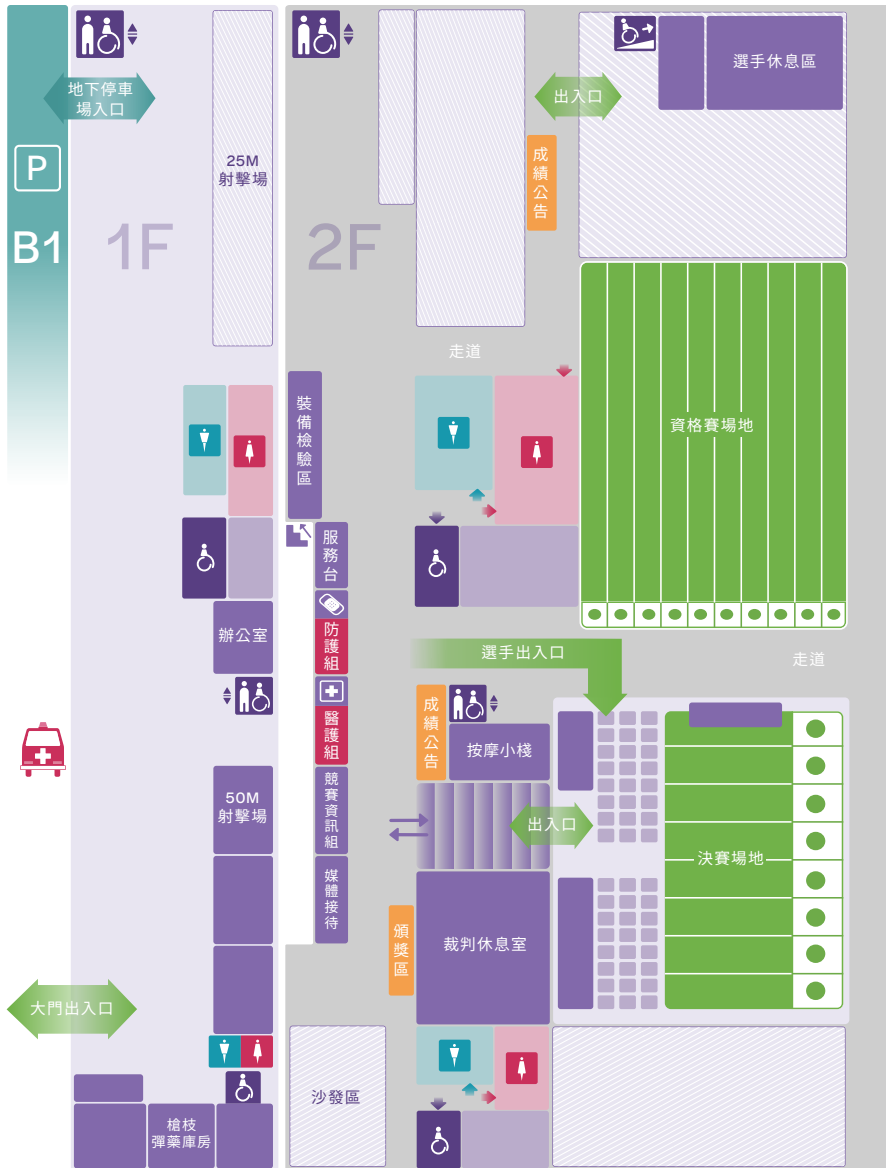 地下停車
場入口
P
B1
1F
25M
射擊場
辦公室
50M
射擊場
大門出入口
槍枝
彈藥庫房
2F
出入口
選手休息區
成績公告
走道
裝備檢驗區
資格賽場地
服務台
防護組
醫護組
競賽資訊組
媒體接待
選手出入口
走道
成績公告
按摩小棧
出入口
決賽場地
頒獎區
裁判休息室
沙發區